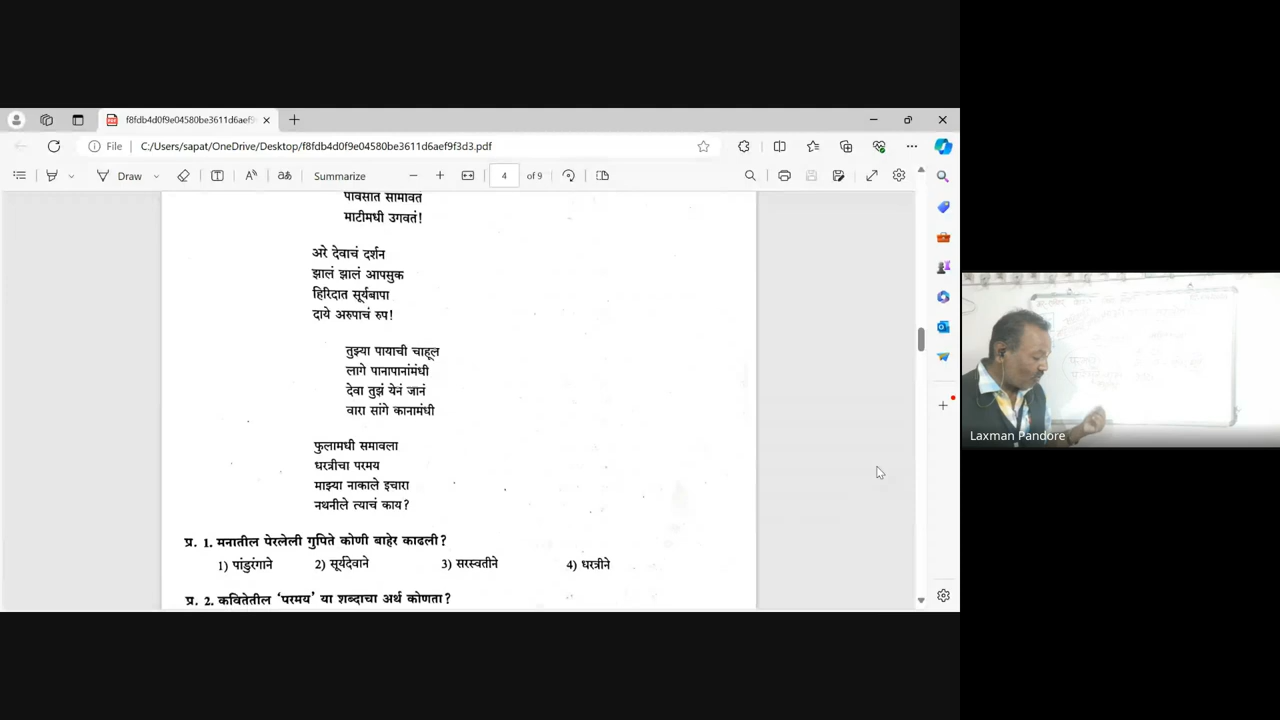 f8fdb4d0f9e04580be3611d6aef9
File
C:/Users/sapat/OneDrive/Desktop/f8fdb4d0f9e04580be3611d6aef9f3d3.pdf
Draw
Summarize
4 of 9
पावसात सामावतं
माटीमधी उगवतं!
अरे देवाचं दर्शन
झालं झालं आपसुक
हिरिदात सूर्यबापा
दाये अरुपाचं रुप!
तुझ्या पायाची चाहूल
लागे पानापानांमंधी
देवा तुझं येनं जानं
वारा सांगे कानामंधी
फुलामधी समावला
धरत्रीचा परमय
माझ्या नाकाले इचारा
नथनीले त्याचं काय?
प्र. 1. मनातील पेरलेली गुपिते कोणी बाहेर काढली?
1) पांडुरंगाने 2) सूर्यदेवाने 3) सरस्वतीने 4) धरत्रीने
प्र. 2. कवितेतील ‘परमय’ या शब्दाचा अर्थ कोणता?
Laxman Pandore